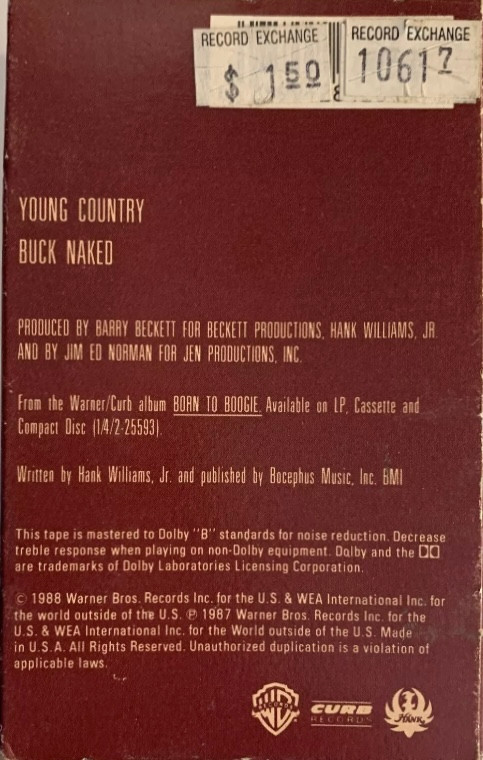 RECORD EXCHANGE
$ 1 50
RECORD EXCHANGE
10617
YOUNG COUNTRY
BUCK NAKED
PRODUCED BY BARRY BECKETT FOR BECKETT PRODUCTIONS, HANK WILLIAMS, JR.
AND BY JIM ED NORMAN FOR JEN PRODUCTIONS, INC.
From the Warner/Curb album BORN TO BOOGIE. Available on LP, Cassette and
Compact Disc (1/4/2-25593).
Written by Hank Williams, Jr. and published by Bocephus Music, Inc. BMI
This tape is mastered to Dolby "B" standards for noise reduction. Decrease
treble response when playing on non-Dolby equipment. Dolby and the
are trademarks of Dolby Laboratories Licensing Corporation.
© 1988 Warner Bros. Records Inc. for the U.S. & WEA International Inc. for
the world outside of the U.S. ℗ 1987 Warner Bros. Records Inc. for the
U.S. & WEA International Inc. for the World outside of the U.S. Made
in U.S.A. All Rights Reserved. Unauthorized duplication is a violation of
applicable laws.
WB
RECORDS
CURB
RECORDS
HANK